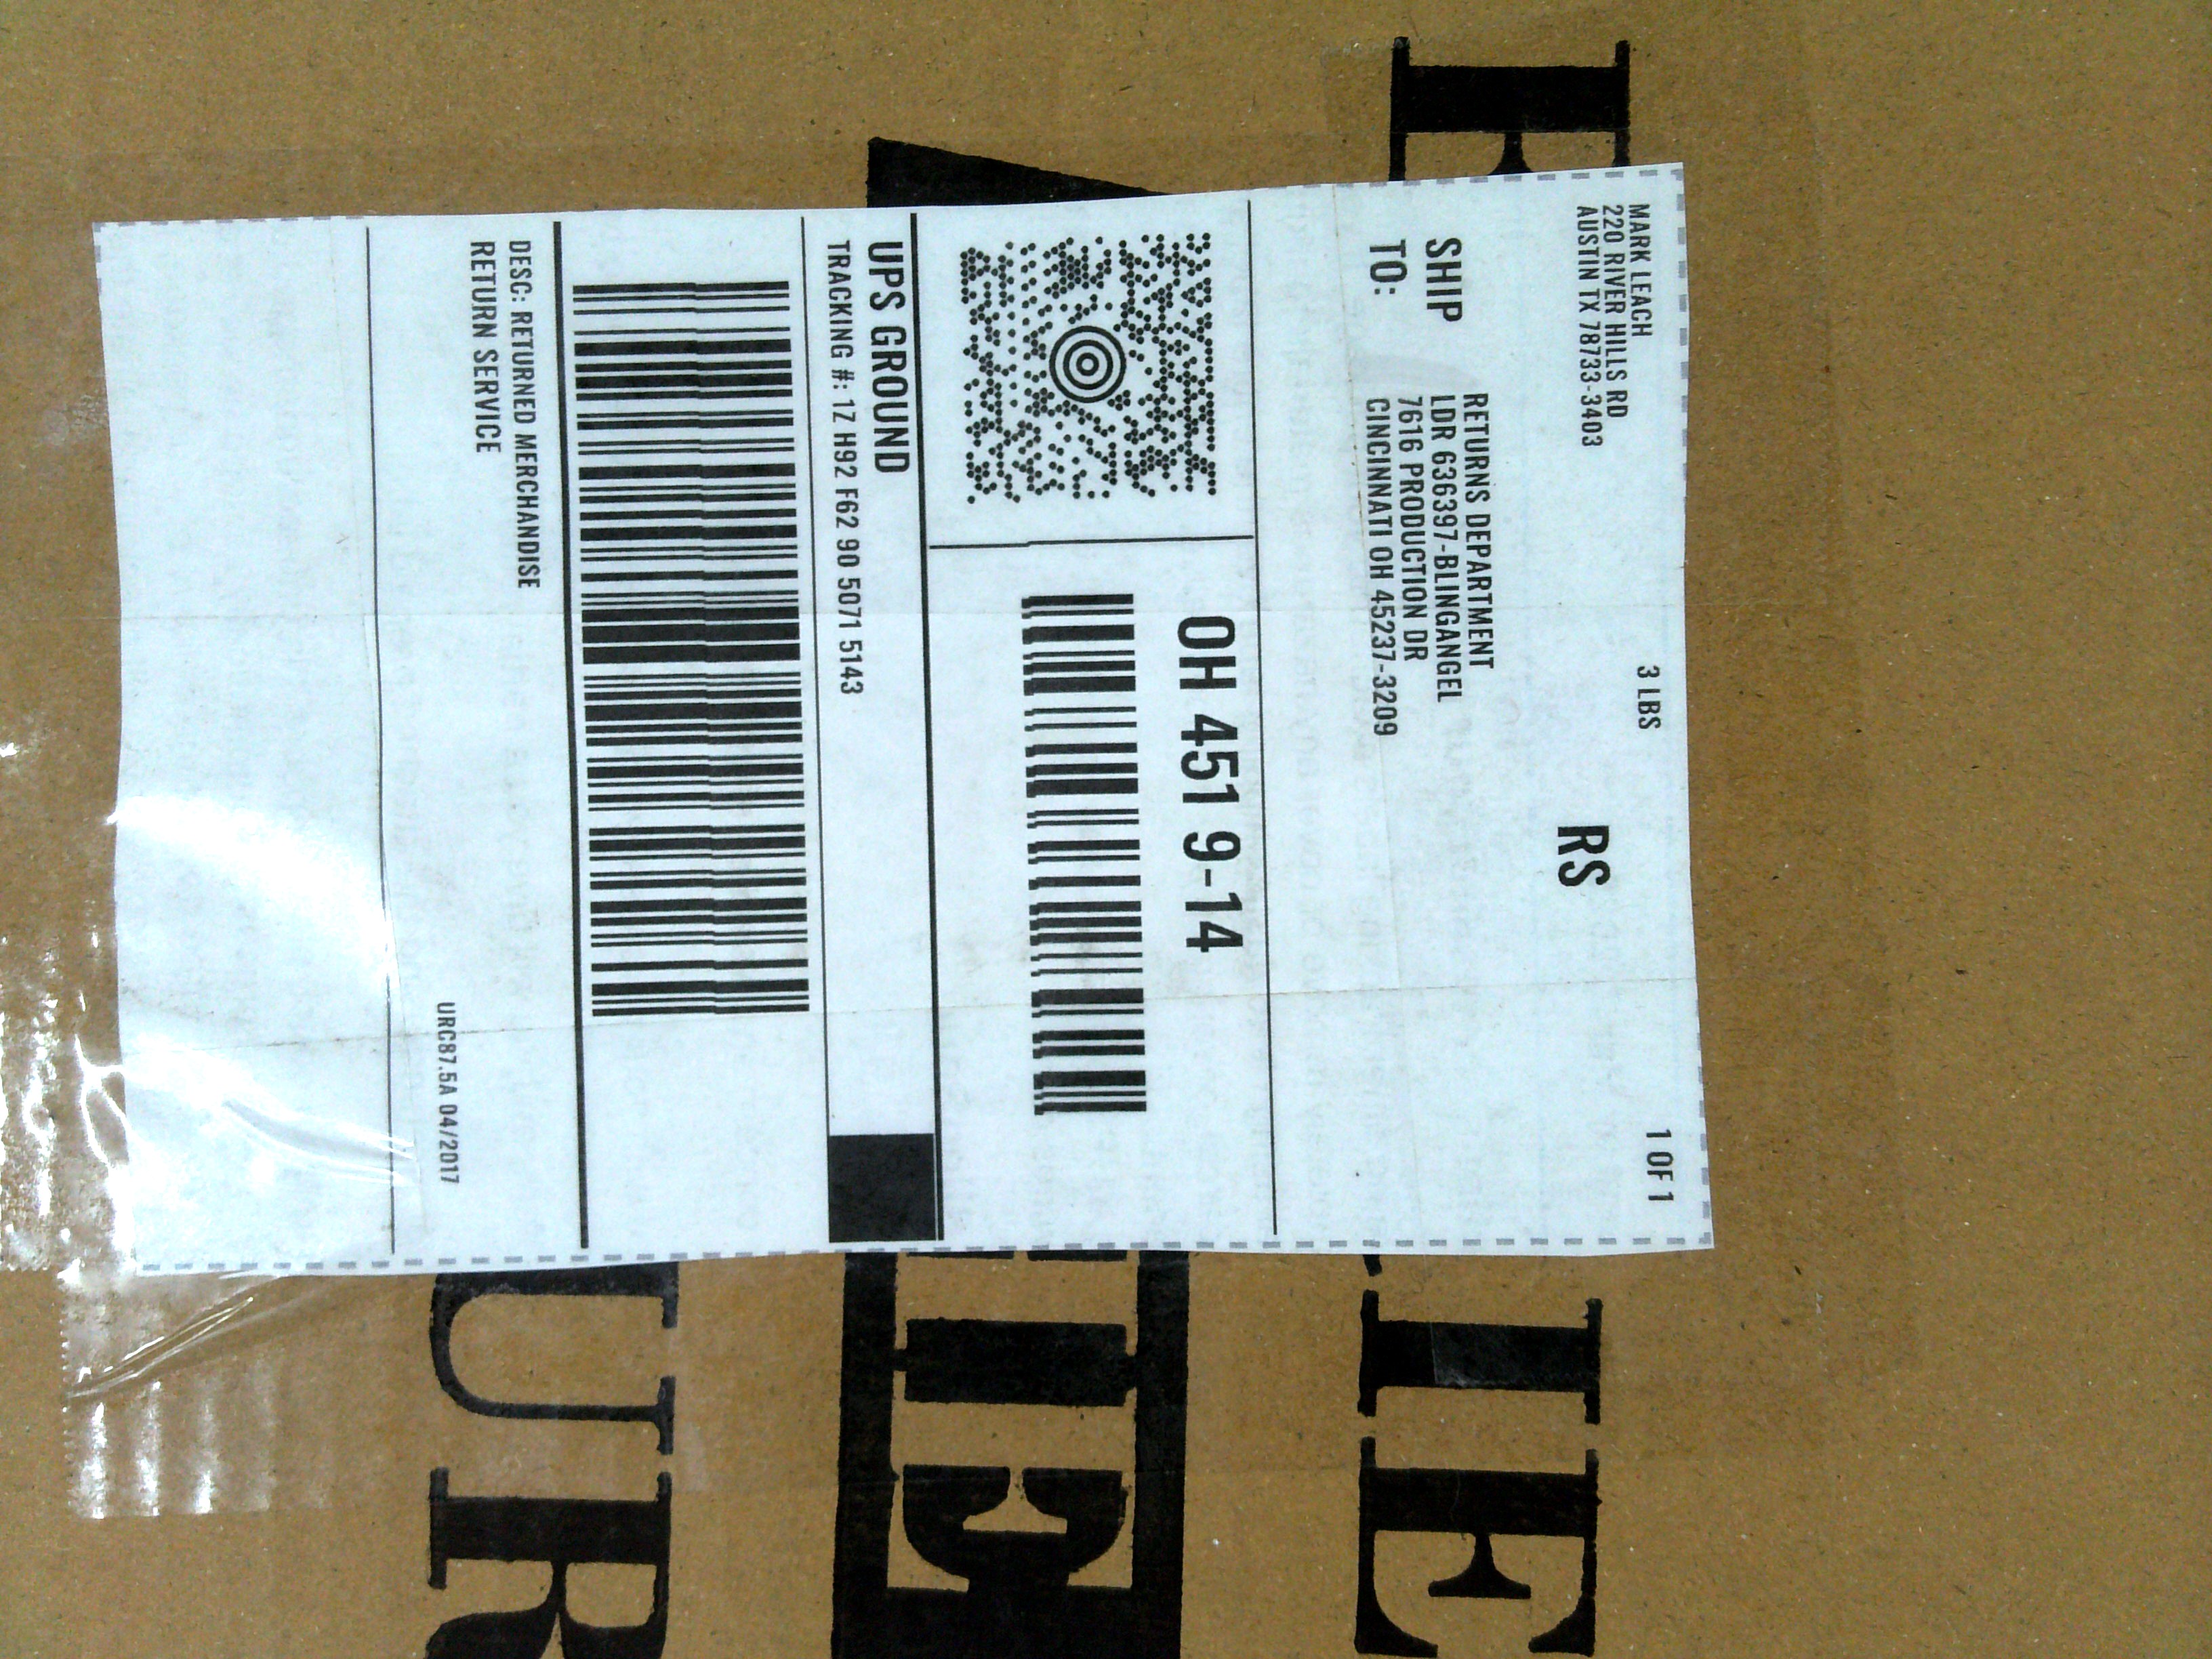 MARK LEACH
220 RIVER HILLS RD
AUSTIN TX 78733-3403
3 LBS
1 OF 1
RS
SHIP
TO:
RETURNS DEPARTMENT
LDR 636397-BLINGANGEL
7616 PRODUCTION DR
CINCINNATI OH 45237-3209
OH 451 9-14
UPS GROUND
TRACKING #: 1Z H92 F62 90 5071 5143
DESC: RETURNED MERCHANDISE
RETURN SERVICE
URC87.5A 04/2017